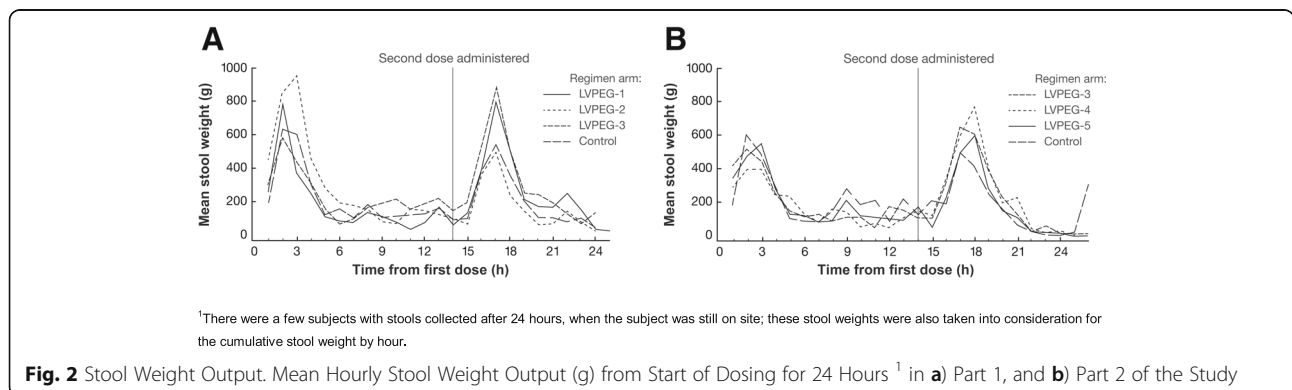 A
Second dose administered
Mean stool weight (g)
1000
800
600
400
200
0
Regimen arm:
LVPEG-1
LVPEG-2
LVPEG-3
Control
0 3 6 9 12 15 18 21 24
Time from first dose (h)
B
Second dose administered
Mean stool weight (g)
1000
800
600
400
200
0
Regimen arm:
LVPEG-3
LVPEG-4
LVPEG-5
Control
0 3 6 9 12 15 18 21 24
Time from first dose (h)
1There were a few subjects with stools collected after 24 hours, when the subject was still on site; these stool weights were also taken into consideration for
the cumulative stool weight by hour.
Fig. 2 Stool Weight Output. Mean Hourly Stool Weight Output (g) from Start of Dosing for 24 Hours 1 in a) Part 1, and b) Part 2 of the Study